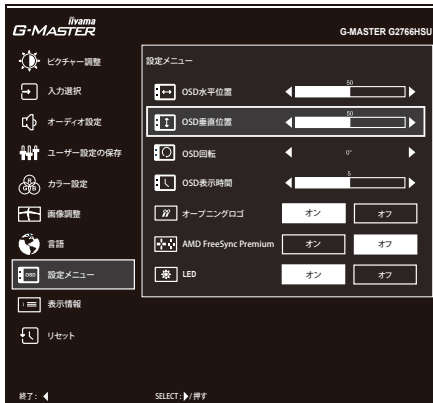 iiyama
G-MASTER
G-MASTER G2766HSU
ピクチャー調整
入力選択
オーディオ設定
ユーザー設定の保存
カラー設定
画像調整
言語
設定メニュー
表示情報
リセット
設定メニュー
OSD水平位置 50
OSD垂直位置 50
OSD回転 0°
OSD表示時間 5
オープニングロゴ オン オフ
AMD FreeSync Premium オン オフ
LED オン オフ
終了：
SELECT : / 押す